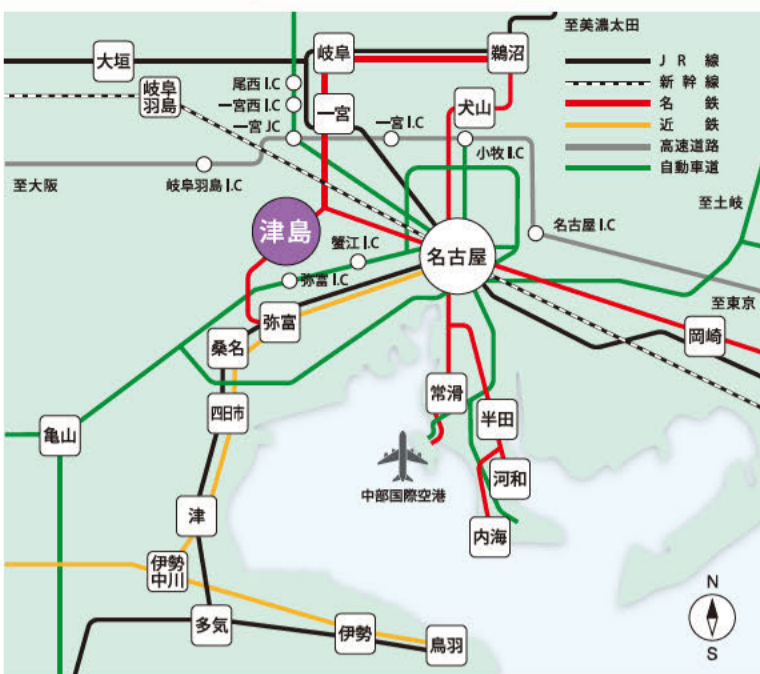 至美濃太田
大垣
岐阜
鵜沼
JR線
新幹線
名鉄
近鉄
高速道路
自動車道
岐阜
羽島
尾西I.C
一宮西I.C
一宮JC
一宮
一宮I.C
犬山
小牧I.C
至大阪
岐阜羽島I.C
至土岐
津島
名古屋I.C
蟹江I.C
名古屋
弥富I.C
至東京
弥富
岡崎
桑名
四日市
常滑
半田
亀山
河和
中部国際空港
津
内海
伊勢
中川
多気
伊勢
鳥羽
N
S